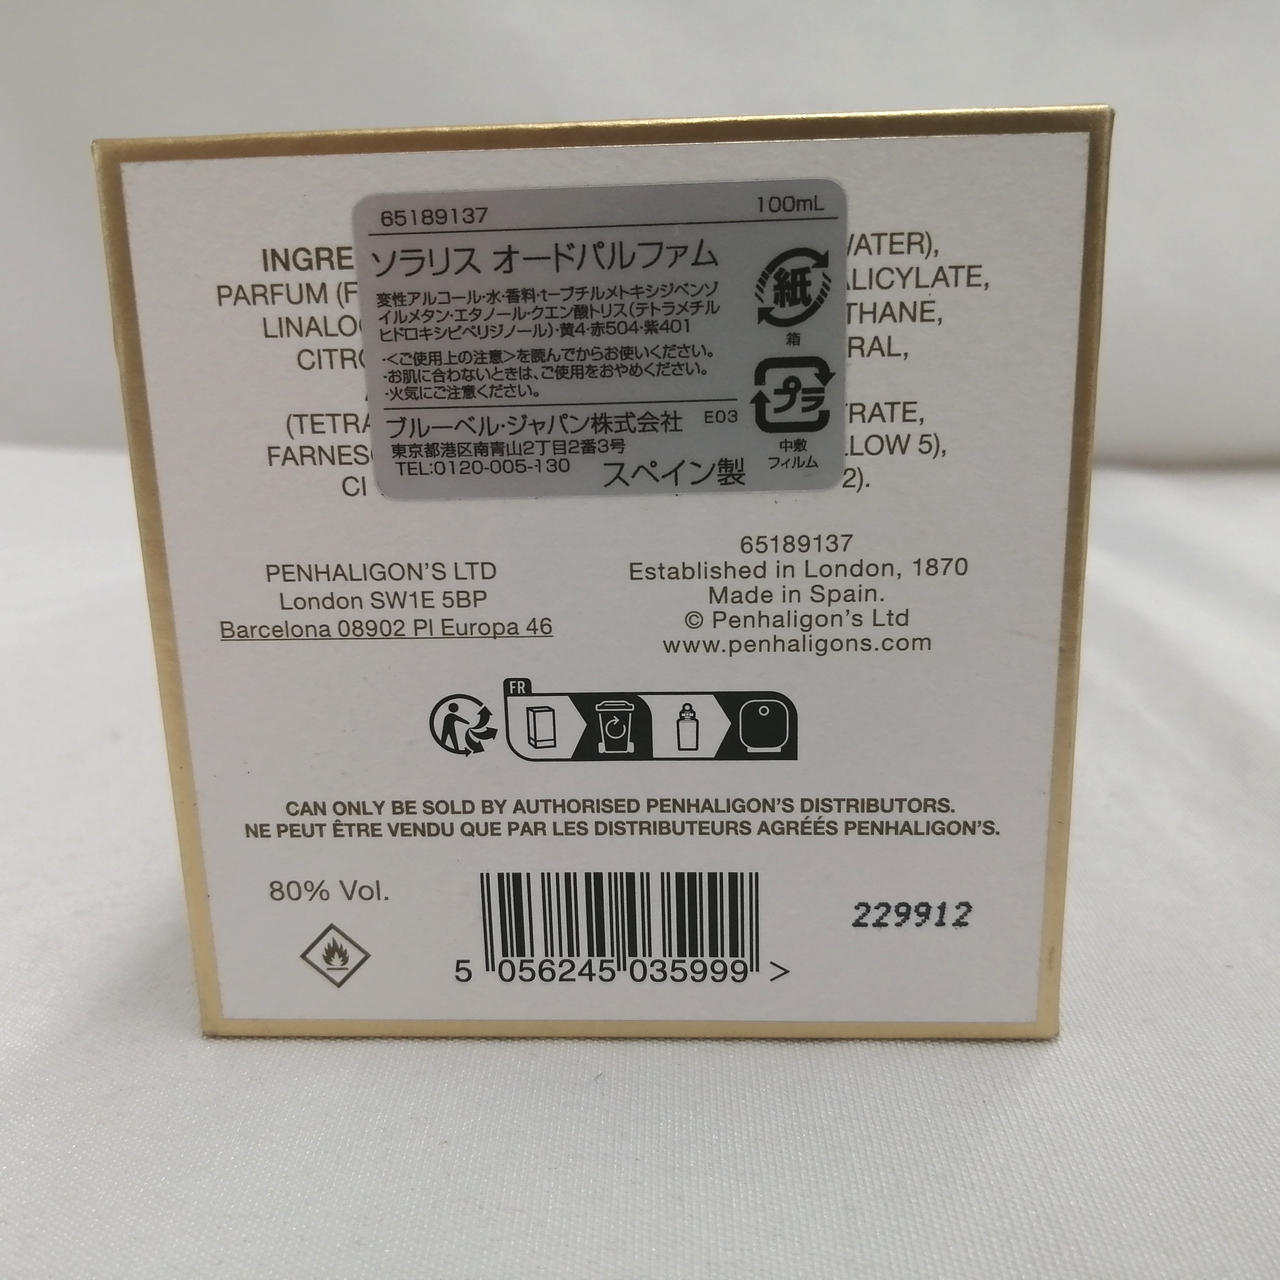 65189137 100mL
ソラリス オードパルファム
変性アルコール・水・香料・t-ブチルメトキシジベンゾ
イルメタン・エタノール・クエン酸トリス(テトラメチル
ヒドロキシピペリジノール)・黄4・赤504・紫401
・<ご使用上の注意>を読んでからお使いください。
・お肌に合わないときは、ご使用をおやめください。
・火気にご注意ください。
ブルーベル・ジャパン株式会社 E03
東京都港区南青山2丁目2番3号
TEL:0120-005-130 スペイン製
紙
箱
プラ
中敷
フィルム
INGRE
WATER),
PARFUM (F
ALICYLATE,
LINALO
THANE,
CITRO
RAL,
(TETRA
TRATE,
FARNES
LLOW 5),
CI
2).
PENHALIGON'S LTD
London SW1E 5BP
Barcelona 08902 Pl Europa 46
65189137
Established in London, 1870
Made in Spain.
© Penhaligon's Ltd
www.penhaligons.com
FR
CAN ONLY BE SOLD BY AUTHORISED PENHALIGON'S DISTRIBUTORS.
NE PEUT ÊTRE VENDU QUE PAR LES DISTRIBUTEURS AGRÉÉS PENHALIGON'S.
80% Vol.
229912
5 056245 035999 >